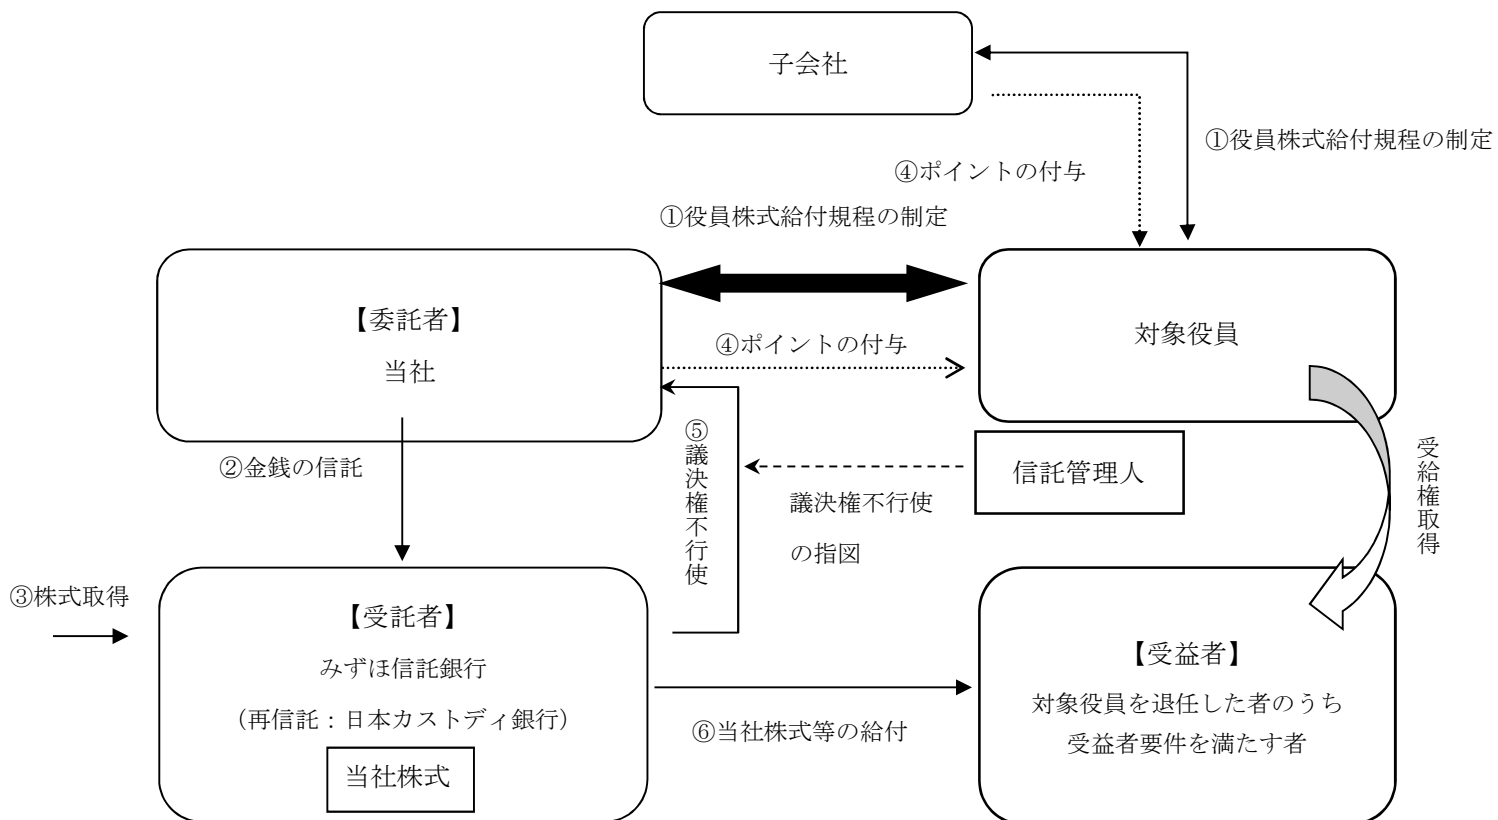 子会社
①役員株式給付規程の制定
④ポイントの付与
①役員株式給付規程の制定
【委託者】
当社
④ポイントの付与
対象役員
②金銭の信託
⑤議決権不行使
信託管理人
議決権不行使
の指図
受給権取得
③株式取得
【受託者】
みずほ信託銀行
（再信託：日本カストディ銀行）
当社株式
⑥当社株式等の給付
【受益者】
対象役員を退任した者のうち
受益者要件を満たす者